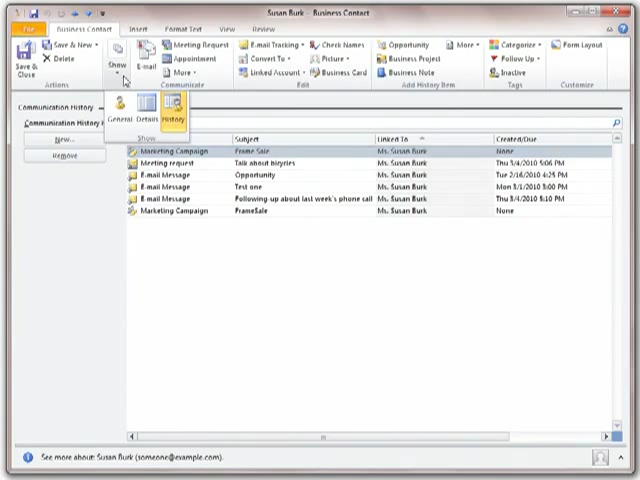 Susan Burk - Business Contact
File Business Contact Insert Format Text View Review
Save & Close
Save & New
Delete
Actions
Show
E-mail
Meeting Request
Appointment
More
Communicate
E-mail Tracking
Convert To
Linked Account
Check Names
Picture
Business Card
Edit
Opportunity
Business Project
Business Note
More
Add History Item
Categorize
Follow Up
Inactive
Tags
Form Layout
Customize
General Details History
Show
Communication History
Communication History
New...
Remove
Subject Linked To Created/Due
Marketing Campaign Frame Sale Ms. Susan Burk None
Meeting request Talk about bicycles Ms. Susan Burk Thu 3/4/2010 5:06 PM
E-mail Message Opportunity Ms. Susan Burk Tue 2/16/2010 4:25 PM
E-mail Message Test one Ms. Susan Burk Mon 3/1/2010 3:00 PM
E-mail Message Following-up about last week's phone call Ms. Susan Burk Thu 3/4/2010 5:10 PM
Marketing Campaign FrameSale Ms. Susan Burk None
See more about: Susan Burk (someone@example.com).